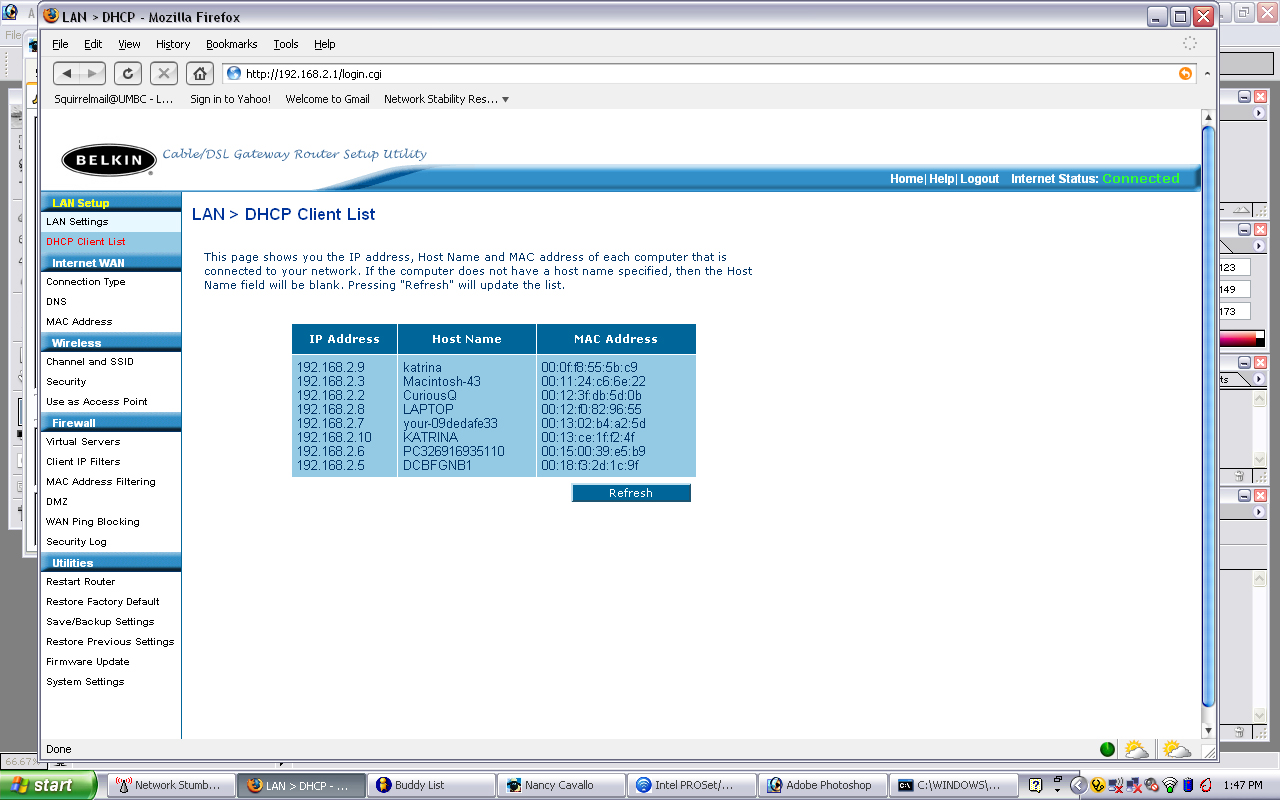 LAN > DHCP - Mozilla Firefox
File
File Edit View History Bookmarks Tools Help
http://192.168.2.1/login.cgi
Squirrelmail@UMBC - L... Sign in to Yahoo! Welcome to Gmail Network Stability Res...
BELKIN Cable/DSL Gateway Router Setup Utility
Home| Help| Logout Internet Status: Connected
LAN Setup
LAN Settings
DHCP Client List
Internet WAN
Connection Type
DNS
MAC Address
Wireless
Channel and SSID
Security
Use as Access Point
Firewall
Virtual Servers
Client IP Filters
MAC Address Filtering
DMZ
WAN Ping Blocking
Security Log
Utilities
Restart Router
Restore Factory Default
Save/Backup Settings
Restore Previous Settings
Firmware Update
System Settings
LAN > DHCP Client List
This page shows you the IP address, Host Name and MAC address of each computer that is
connected to your network. If the computer does not have a host name specified, then the Host
Name field will be blank. Pressing "Refresh" will update the list.
IP Address Host Name MAC Address
192.168.2.9 katrina 00:0f:f8:55:5b:c9
192.168.2.3 Macintosh-43 00:11:24:c6:6e:22
192.168.2.2 CuriousQ 00:12:3f:db:5d:0b
192.168.2.8 LAPTOP 00:12:f0:82:96:55
192.168.2.7 your-09dedafe33 00:13:02:b4:a2:5d
192.168.2.10 KATRINA 00:13:ce:1f:f2:4f
192.168.2.6 PC326916935110 00:15:00:39:e5:b9
192.168.2.5 DCBFGNB1 00:18:f3:2d:1c:9f
Refresh
123
149
173
ts
Done
66.67%
start Network Stumb... LAN > DHCP - ... Buddy List Nancy Cavallo Intel PROSet/... Adobe Photoshop C:\WINDOWS\... 1:47 PM